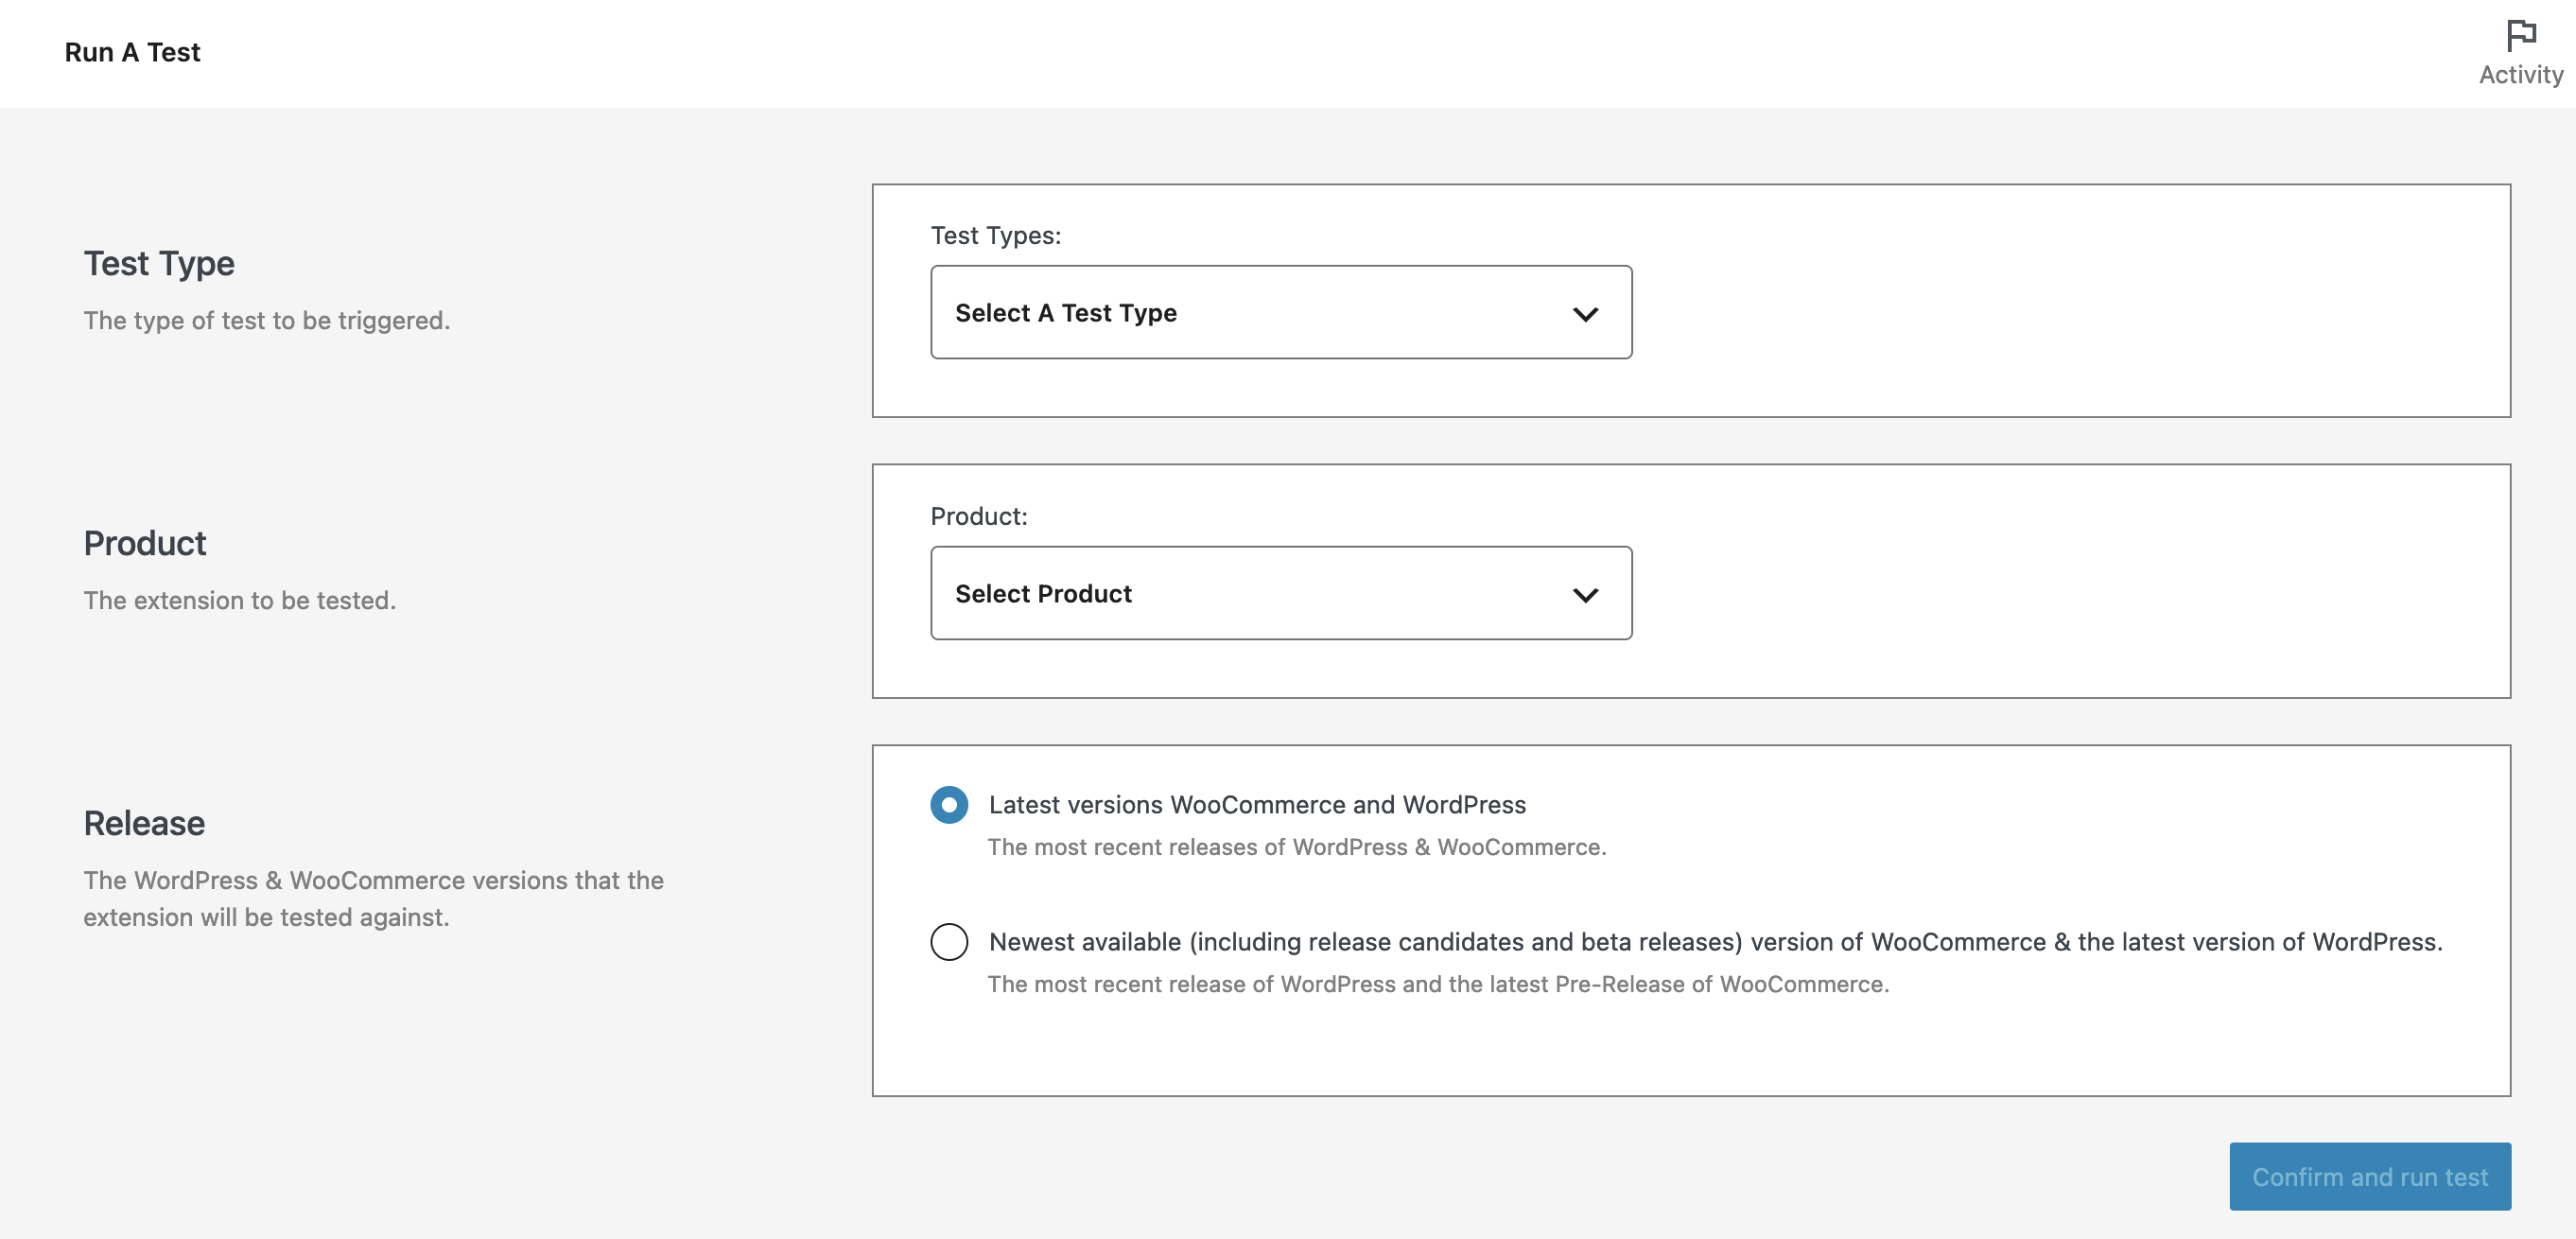 Run A Test
Activity
Test Type
The type of test to be triggered.
Test Types:
Select A Test Type
Product
The extension to be tested.
Product:
Select Product
Release
The WordPress & WooCommerce versions that the
extension will be tested against.
Latest versions WooCommerce and WordPress
The most recent releases of WordPress & WooCommerce.
Newest available (including release candidates and beta releases) version of WooCommerce & the latest version of WordPress.
The most recent release of WordPress and the latest Pre-Release of WooCommerce.
Confirm and run test